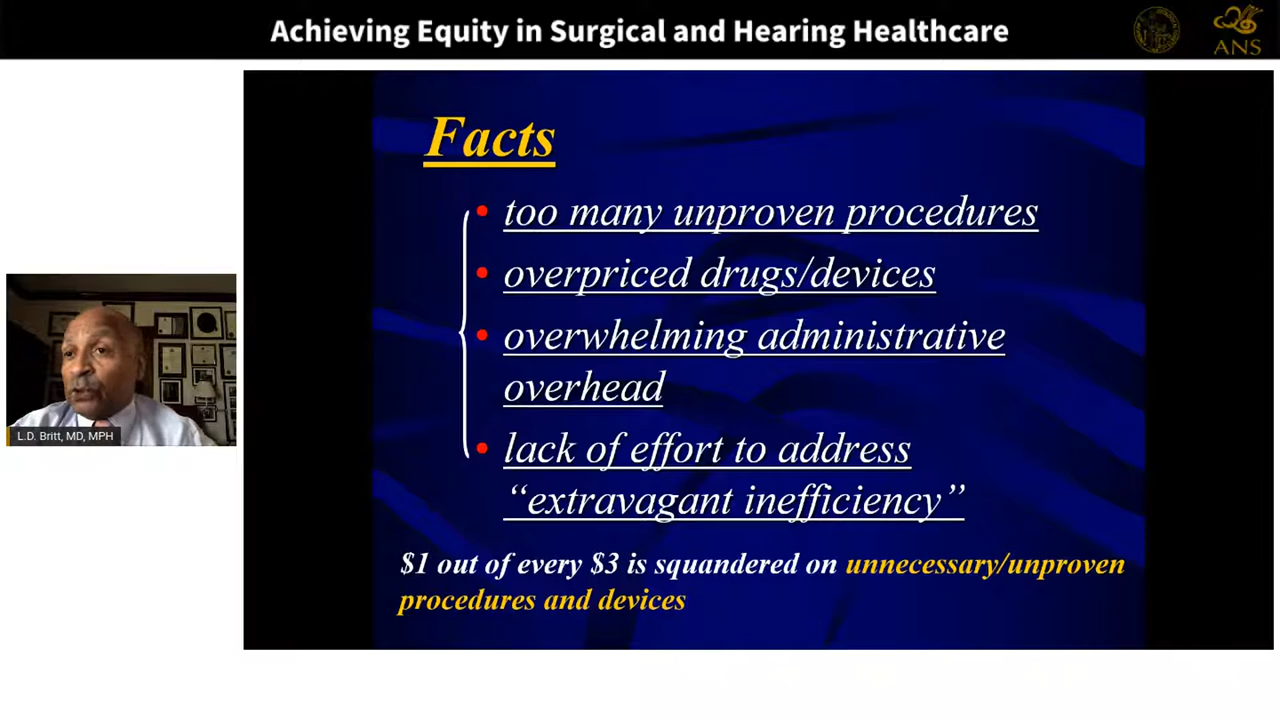 Achieving Equity in Surgical and Hearing Healthcare
ANS
Facts
• too many unproven procedures
• overpriced drugs/devices
• overwhelming administrative
overhead
• lack of effort to address
“extravagant inefficiency”
$1 out of every $3 is squandered on unnecessary/unproven
procedures and devices
L.D. Britt, MD, MPH